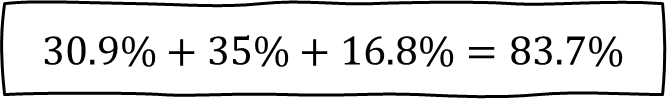 30.9% + 35% + 16.8% = 83.7%